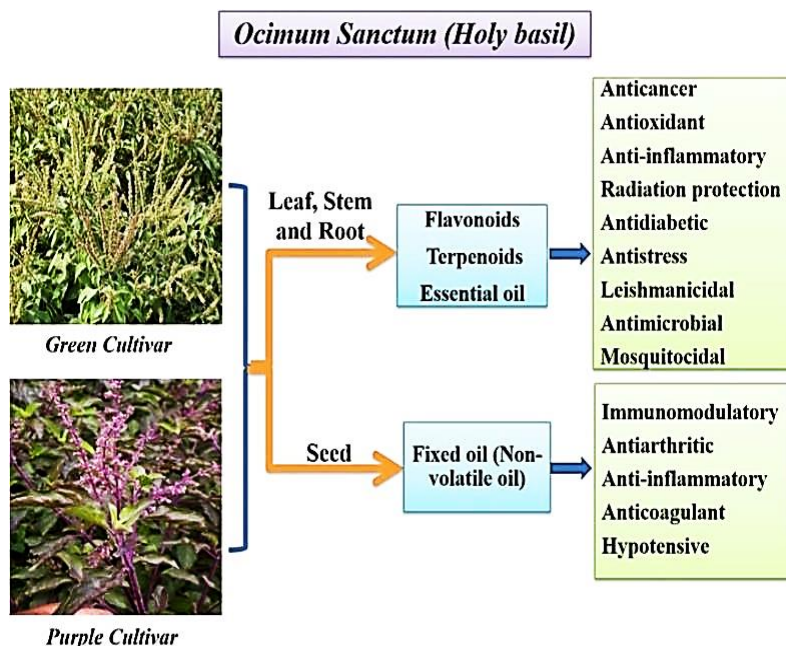 Ocimum Sanctum (Holy basil)
Green Cultivar
Purple Cultivar
Leaf, Stem
and Root
Flavonoids
Terpenoids
Essential oil
Anticancer
Antioxidant
Anti-inflammatory
Radiation protection
Antidiabetic
Antistress
Leishmanicidal
Antimicrobial
Mosquitocidal
Seed
Fixed oil (Non-
volatile oil)
Immunomodulatory
Antiarthritic
Anti-inflammatory
Anticoagulant
Hypotensive